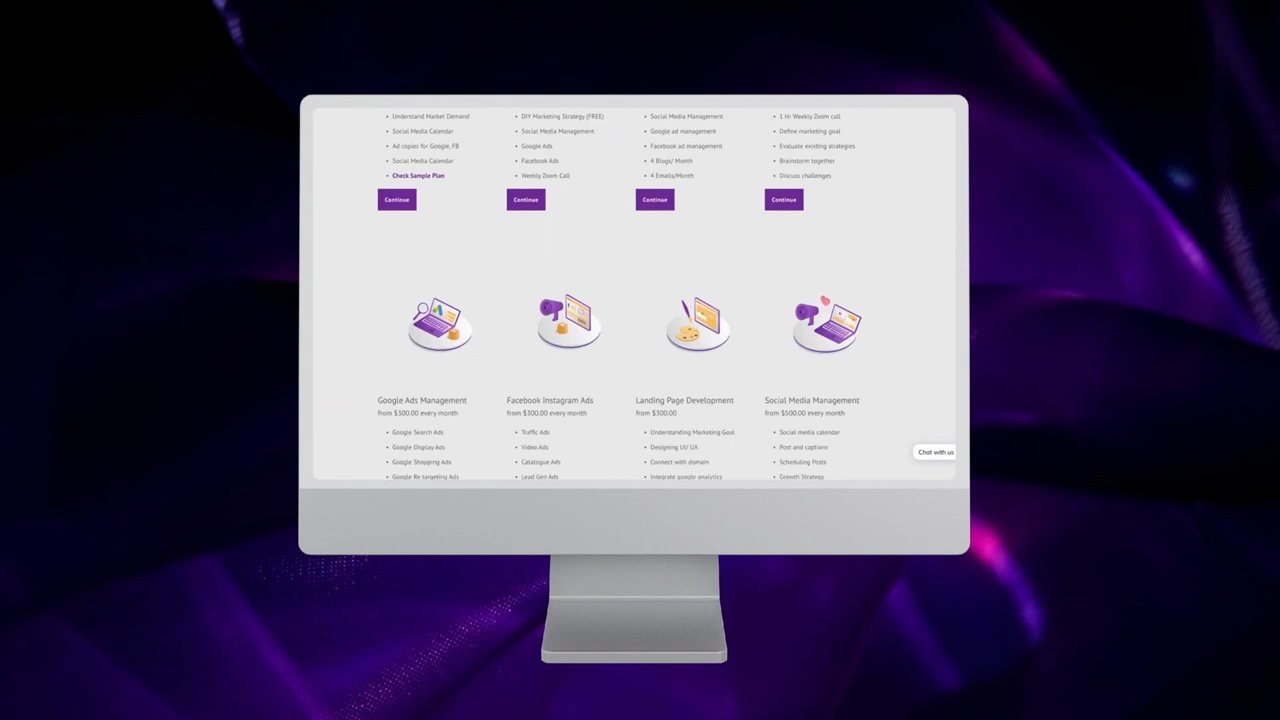 Understand Market Demand
Social Media Calendar
Ad copies for Google, FB
Social Media Calendar
Check Sample Plan
Continue
DIY Marketing Strategy (FREE)
Social Media Management
Google Ads
Facebook Ads
Weekly Zoom Call
Continue
Social Media Management
Google ad management
Facebook ad management
4 Blogs/ Month
4 Emails/Month
Continue
1 Hr Weekly Zoom call
Define marketing goal.
Evaluate existing strategies
Brainstorm together
Discuss challenges
Continue
Google Ads Management
from $300.00 every month
Google Search Ads
Google Display Ads
Google Shopping Ads
Google Re targeting Ads
Facebook Instagram Ads
from $300.00 every month
Traffic Ads
Video Ads
Catalogue Ads
Lead Gen Ads
Landing Page Development
from $300.00
Understanding Marketing Goal
Designing UI/ UX
Connect with domain
Integrate google analytics
Social Media Management
from $500.00 every month
Social media calendar
Post and captions
Scheduling Posts
Growth Strategy
Chat with us